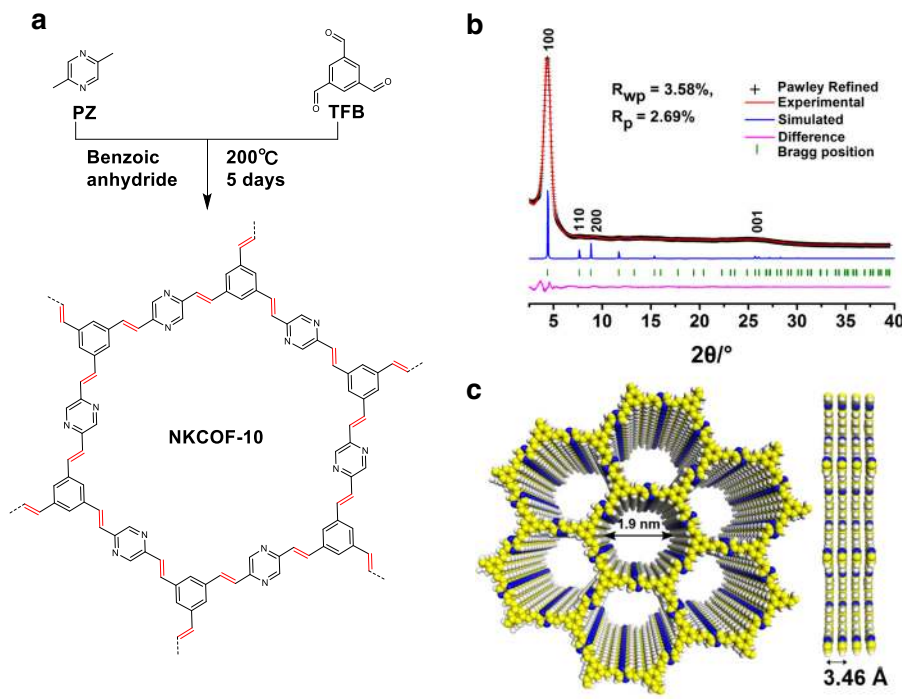 a
N
N
PZ
O
O
O
TFB
Benzoic
anhydride
200℃
5 days
N
N
N
N
N
N
NKCOF-10
N
N
N
N
N
N
b
100
R_wp = 3.58%,
R_p = 2.69%
Pawley Refined
Experimental
Simulated
Difference
Bragg position
110
200
001
5 10 15 20 25 30 35 40
2θ/°
c
1.9 nm
3.46 Å